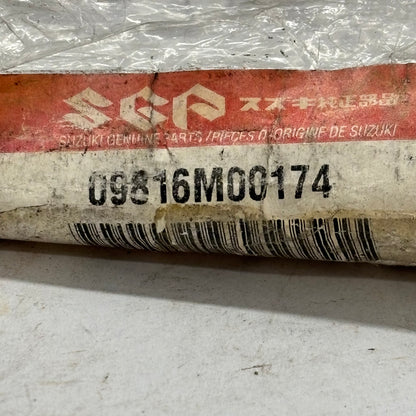 SGP スズキ純正部品
SUZUKI GENUINE PARTS / PIECES D'ORIGINE DE SUZUKI
09816M00174